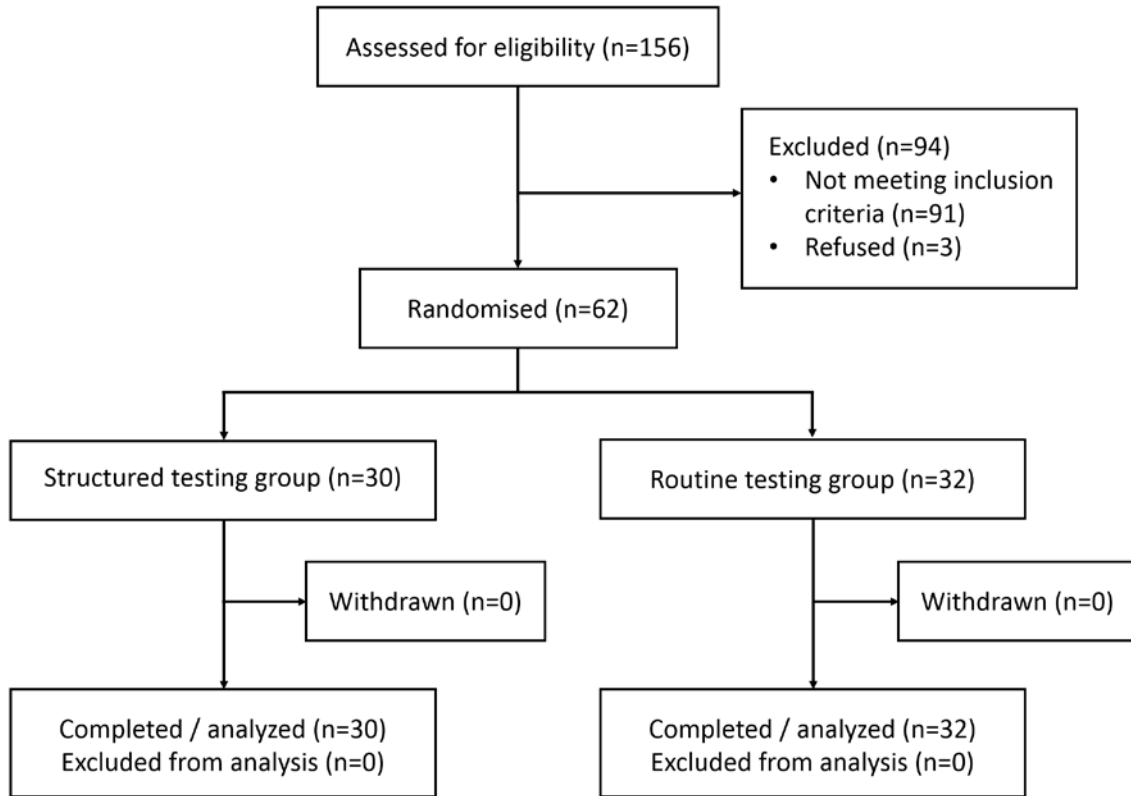 Assessed for eligibility (n=156)
Excluded (n=94)
• Not meeting inclusion
criteria (n=91)
• Refused (n=3)
Randomised (n=62)
Structured testing group (n=30)
Routine testing group (n=32)
Withdrawn (n=0)
Withdrawn (n=0)
Completed / analyzed (n=30)
Excluded from analysis (n=0)
Completed / analyzed (n=32)
Excluded from analysis (n=0)